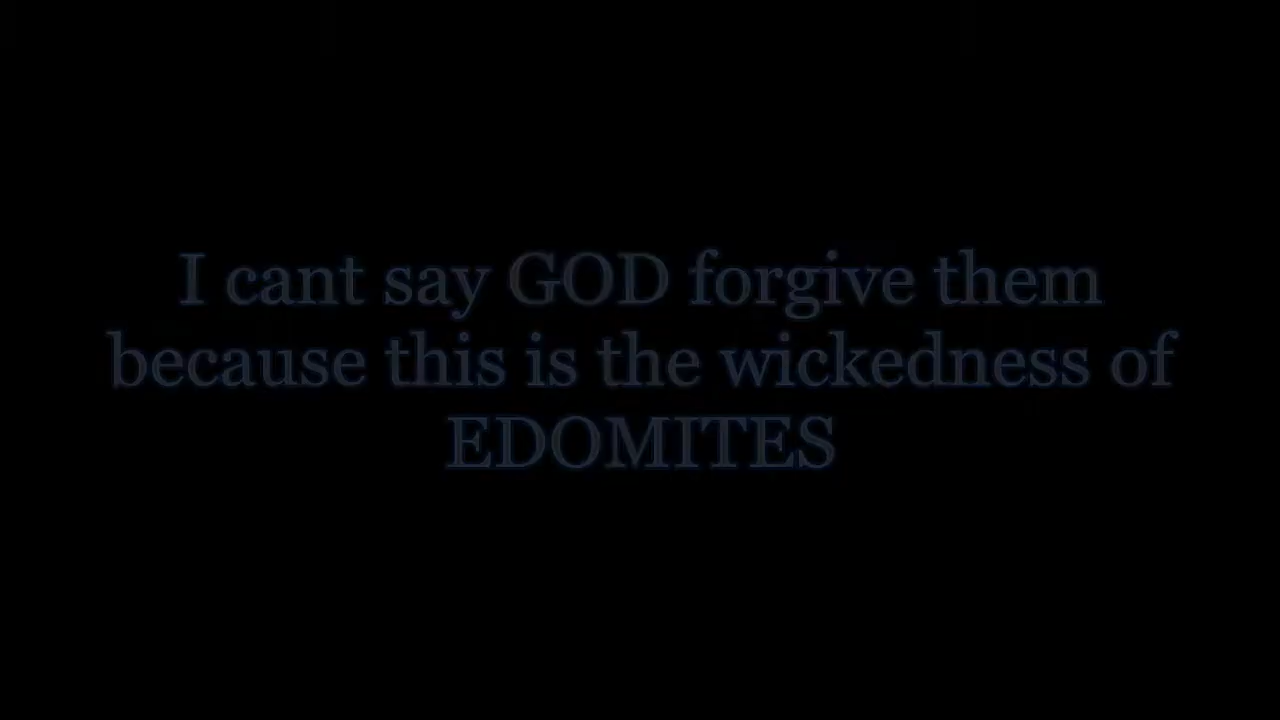 I cant say GOD forgive them
because this is the wickedness of
EDOMITES